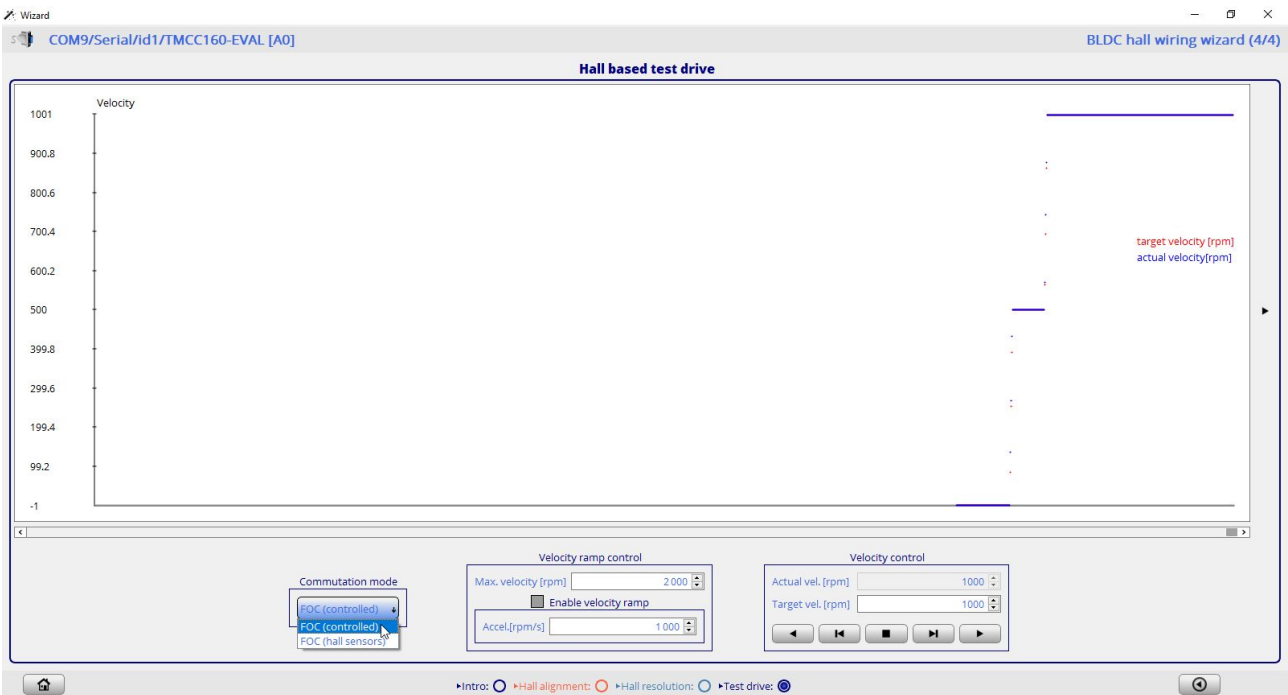 Wizard
COM9/Serial/id1/TMCC160-EVAL [A0]
BLDC hall wiring wizard (4/4)
Hall based test drive
Velocity
1001
900.8
800.6
700.4
600.2
500
399.8
299.6
199.4
99.2
-1
target velocity [rpm]
actual velocity[rpm]
Commutation mode
FOC (controlled)
FOC (controlled)
FOC (hall sensors)
Velocity ramp control
Max. velocity [rpm] 2000
Enable velocity ramp
Accel.[rpm/s] 1000
Velocity control
Actual vel. [rpm] 1000
Target vel. [rpm] 1000
Intro: Hall alignment: Hall resolution: Test drive: